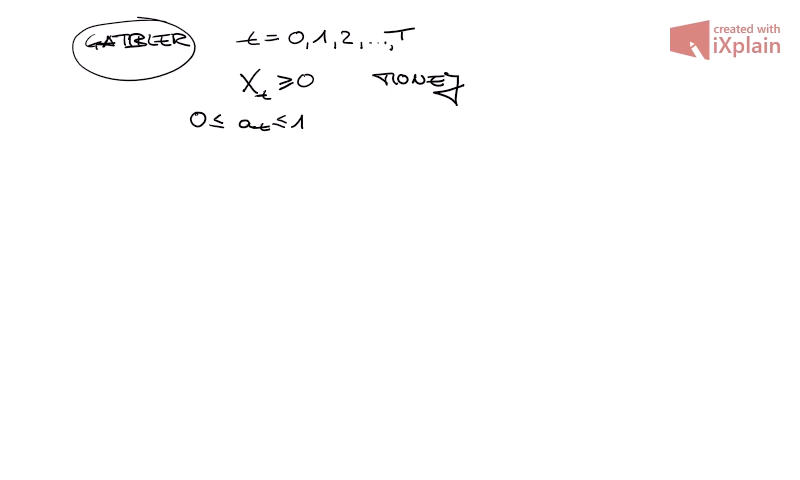 GAMBLER t = 0, 1, 2, ..., T
X_t ≥ 0 MONEY
0 ≤ a_t ≤ 1
created with
iXplain